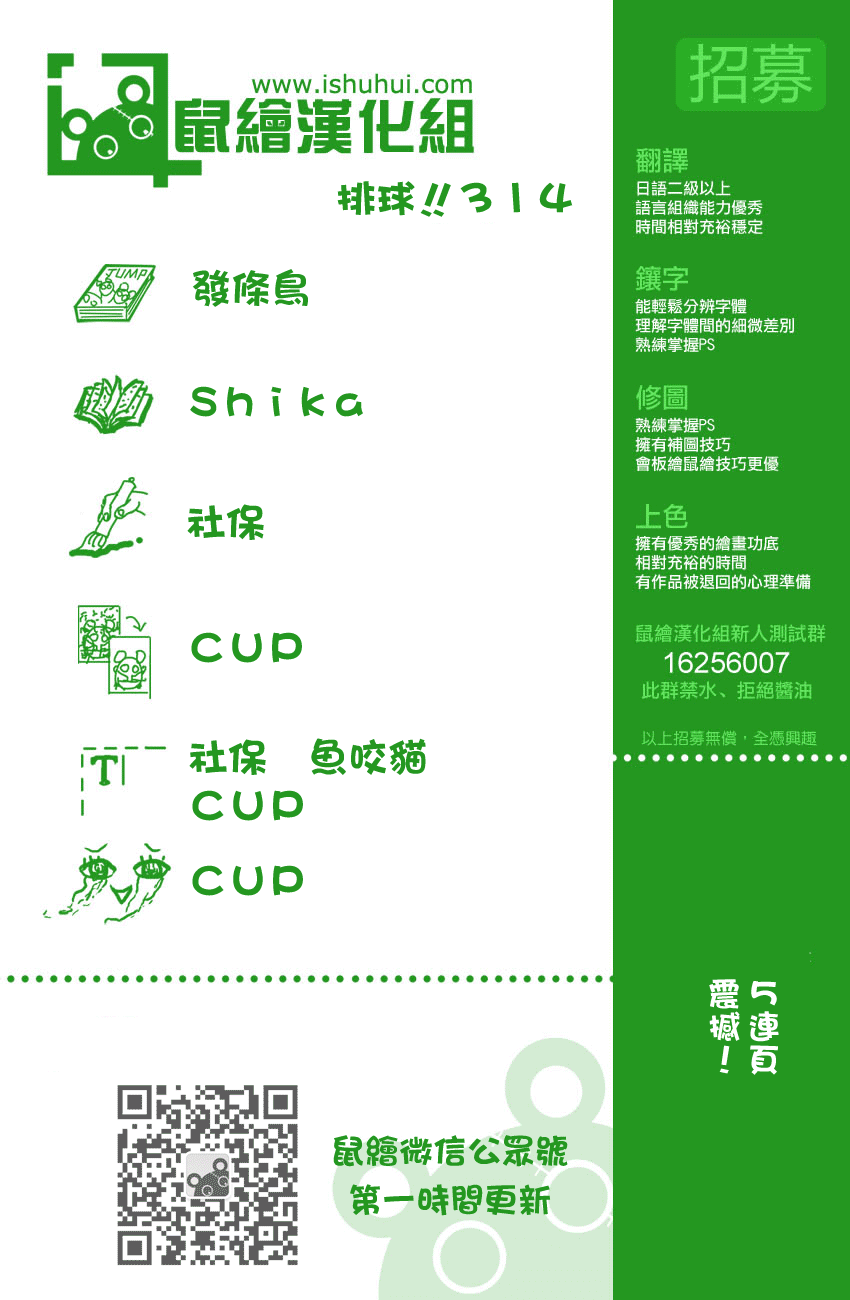 www.ishuhui.com
鼠繪漢化組
排球!!314
JUMP
發條鳥
Shika
社保
CUP
T
社保 魚咬貓
CUP
CUP
鼠繪微信公眾號
第一時間更新
招募
翻譯
日語二級以上
語言組織能力優秀
時間相對充裕穩定
鑲字
能輕鬆分辨字體
理解字體間的細微差別
熟練掌握PS
修圖
熟練掌握PS
擁有補圖技巧
會板繪鼠繪技巧更優
上色
擁有優秀的繪畫功底
相對充裕的時間
有作品被退回的心理準備
鼠繪漢化組新人測試群
16256007
此群禁水、拒絕醬油
以上招募無償，全憑興趣
5連頁
震撼！